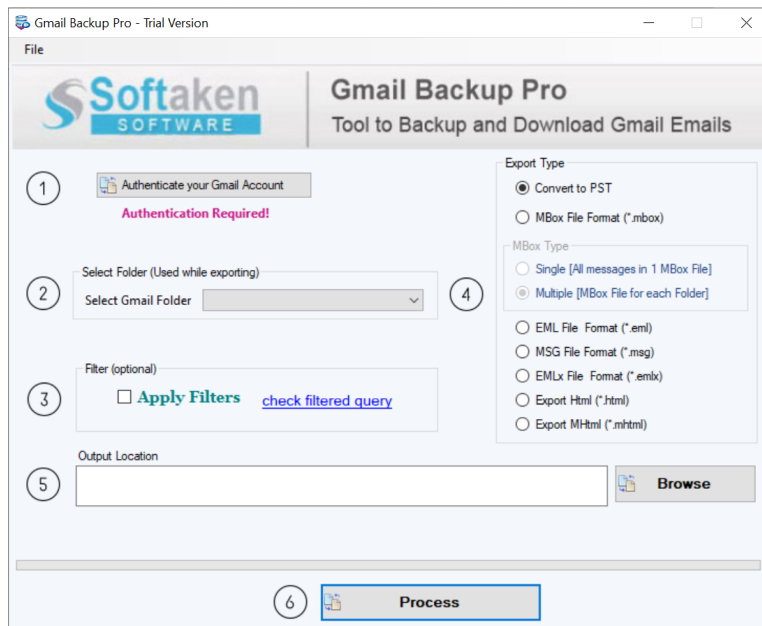 Gmail Backup Pro - Trial Version
File
Softaken
SOFTWARE
Gmail Backup Pro
Tool to Backup and Download Gmail Emails
1
Authenticate your Gmail Account
Authentication Required!
2
Select Folder (Used while exporting)
Select Gmail Folder
3
Filter (optional)
Apply Filters
check filtered query
4
Export Type
Convert to PST
MBox File Format (*.mbox)
MBox Type
Single [All messages in 1 MBox File]
Multiple [MBox File for each Folder]
EML File Format (*.eml)
MSG File Format (*.msg)
EMLx File Format (*.emlx)
Export Html (*.html)
Export MHtml (*.mhtml)
5
Output Location
Browse
6
Process